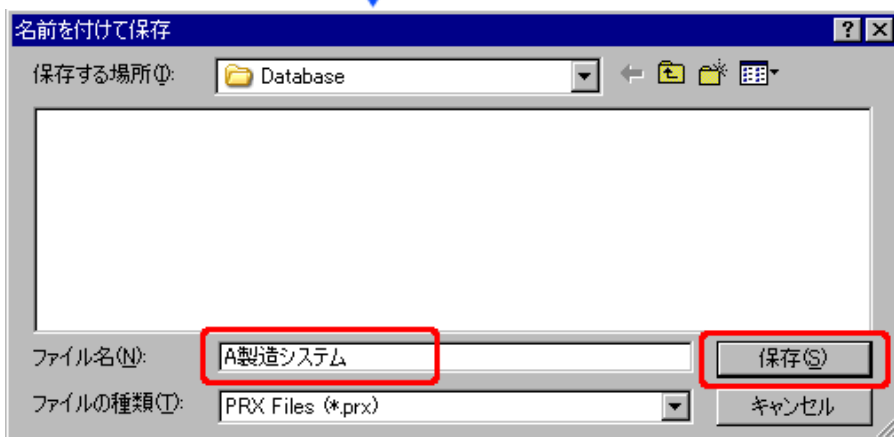 名前を付けて保存
保存する場所(I): Database
ファイル名(N): A製造システム 保存(S)
ファイルの種類(T): PRX Files (*.prx) キャンセル